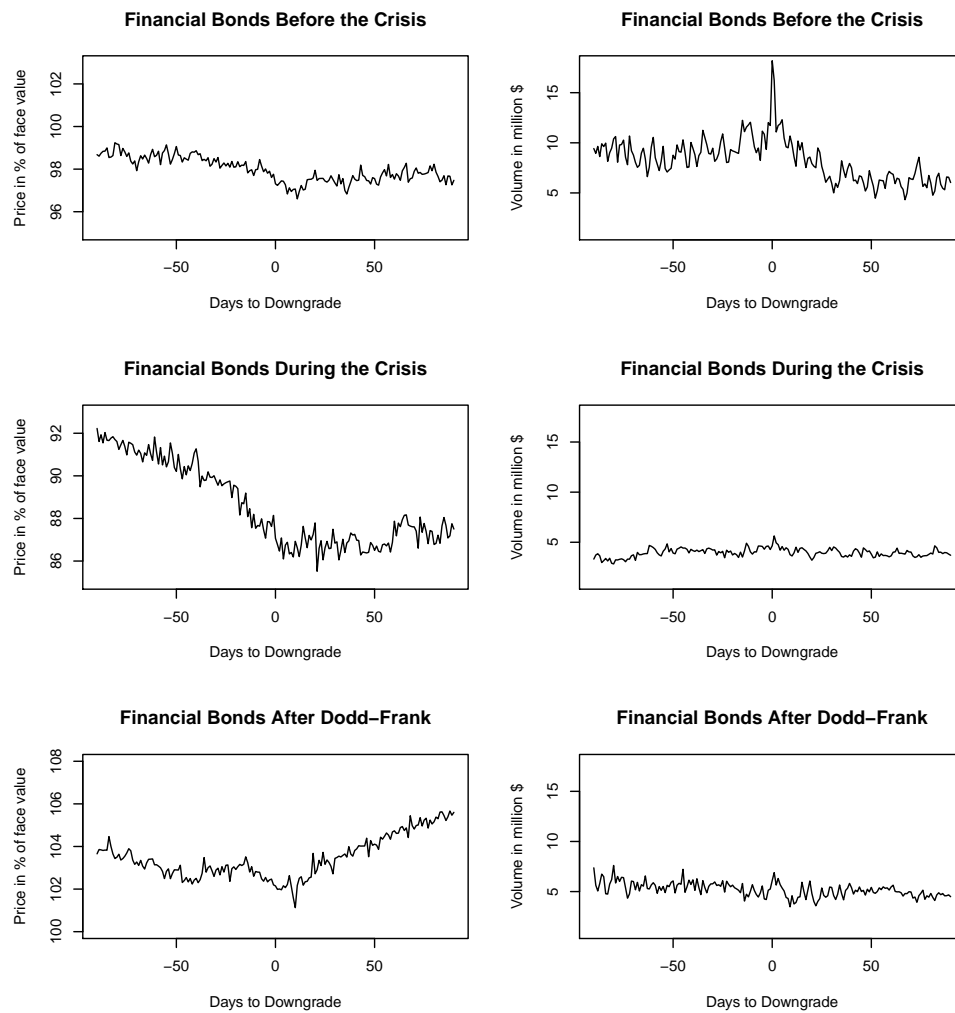 Financial Bonds Before the Crisis
Price in % of face value
96 98 100 102
−50 0 50
Days to Downgrade
Financial Bonds Before the Crisis
Volume in million $
5 10 15
−50 0 50
Days to Downgrade
Financial Bonds During the Crisis
Price in % of face value
86 88 90 92
−50 0 50
Days to Downgrade
Financial Bonds During the Crisis
Volume in million $
5 10 15
−50 0 50
Days to Downgrade
Financial Bonds After Dodd−Frank
Price in % of face value
100 102 104 106 108
−50 0 50
Days to Downgrade
Financial Bonds After Dodd−Frank
Volume in million $
5 10 15
−50 0 50
Days to Downgrade